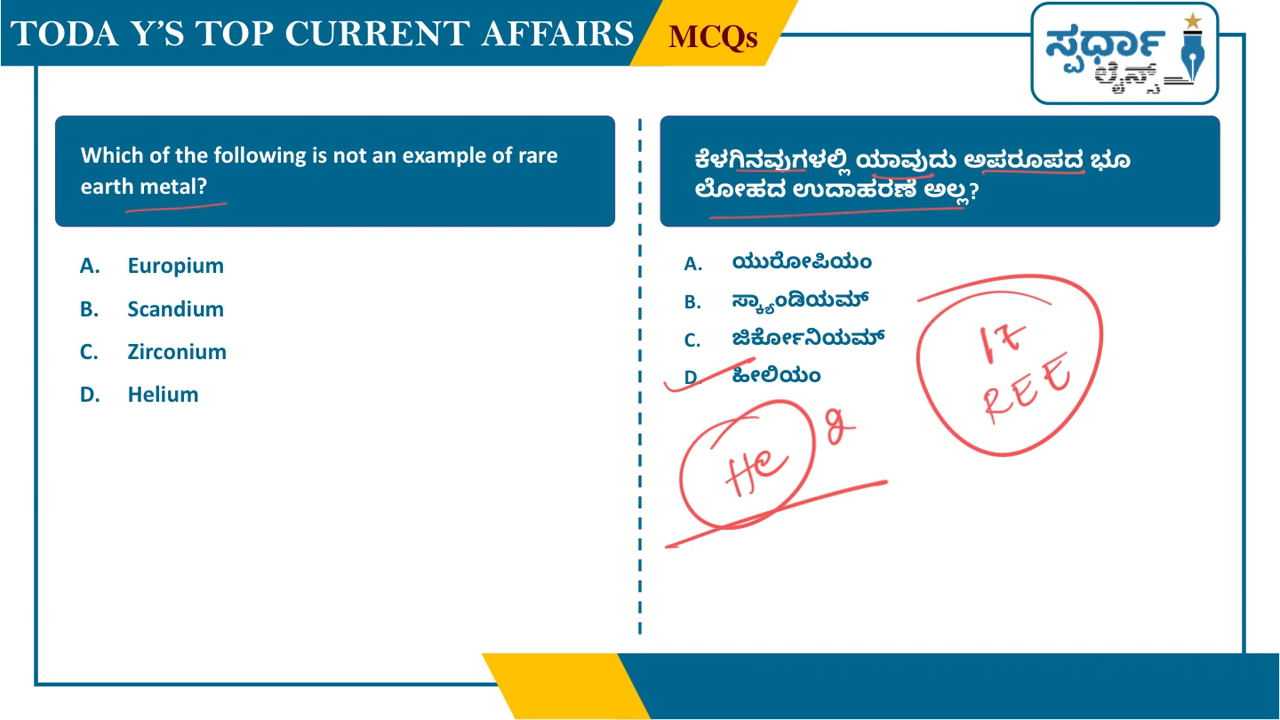 TODA Y'S TOP CURRENT AFFAIRS MCQs
ಸ್ಪರ್ಧಾ
ಲೈನ್ಸ್
Which of the following is not an example of rare
earth metal?
A. Europium
B. Scandium
C. Zirconium
D. Helium
ಕೆಳಗಿನವುಗಳಲ್ಲಿ ಯಾವುದು ಅಪರೂಪದ ಭೂ
ಲೋಹದ ಉದಾಹರಣೆ ಅಲ್ಲ?
A. ಯುರೋಪಿಯಂ
B. ಸ್ಕ್ಯಾಂಡಿಯಮ್
C. ಜಿರ್ಕೋನಿಯಮ್
D. ಹೀಲಿಯಂ
17
REE
He